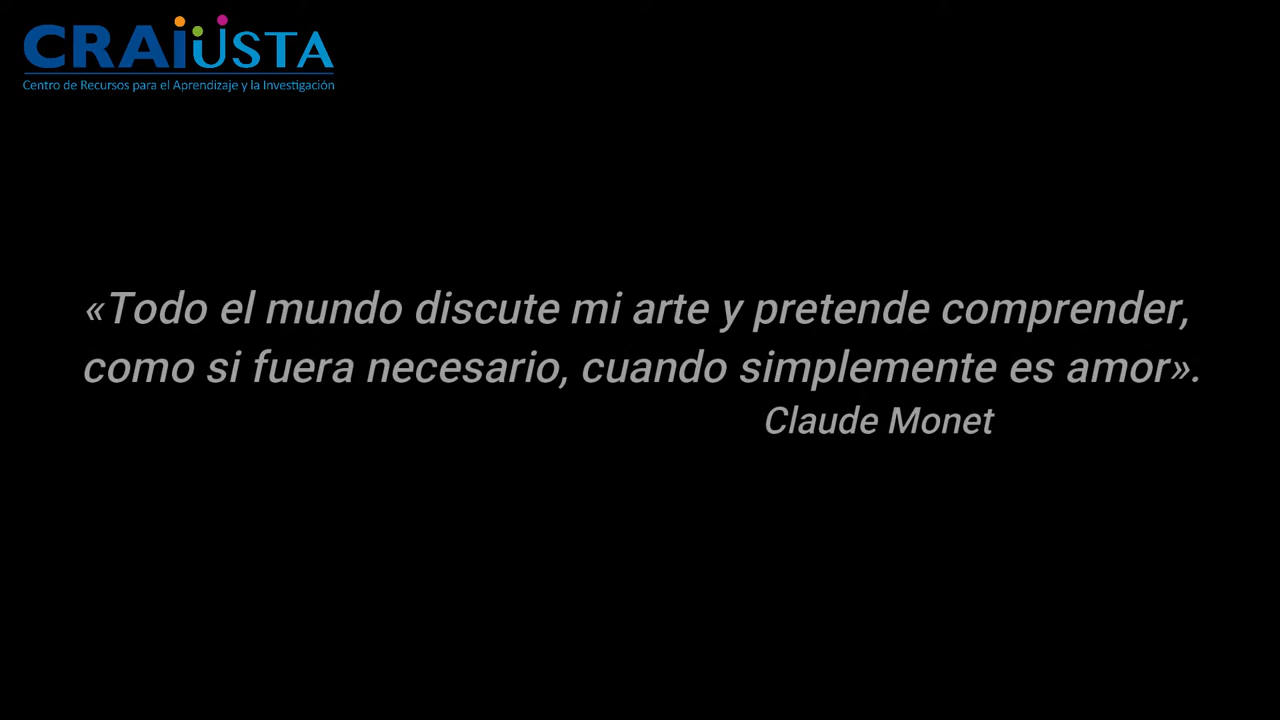 CRAIUSTA
Centro de Recursos para el Aprendizaje y la Investigación
«Todo el mundo discute mi arte y pretende comprender,
como si fuera necesario, cuando simplemente es amor».
Claude Monet